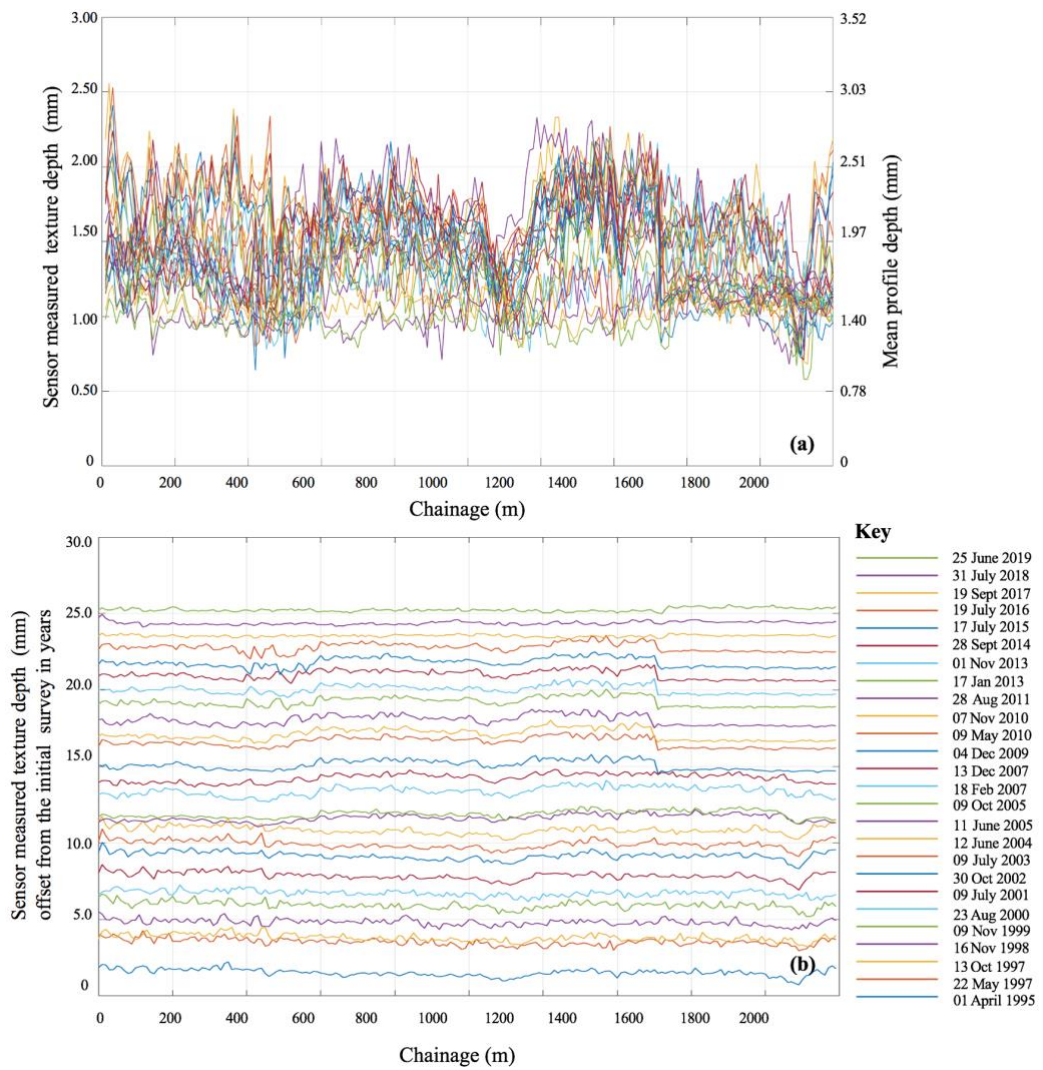 3.00
2.50
2.00
1.50
1.00
0.50
0
Sensor measured texture depth (mm)
3.52
3.03
2.51
1.97
1.40
0.78
0
Mean profile depth (mm)
(a)
0 200 400 600 800 1000 1200 1400 1600 1800 2000
Chainage (m)
30.0
25.0
20.0
15.0
10.0
5.0
0
Sensor measured texture depth (mm)
offset from the initial survey in years
(b)
0 200 400 600 800 1000 1200 1400 1600 1800 2000
Chainage (m)
Key
25 June 2019
31 July 2018
19 Sept 2017
19 July 2016
17 July 2015
28 Sept 2014
01 Nov 2013
17 Jan 2013
28 Aug 2011
07 Nov 2010
09 May 2010
04 Dec 2009
13 Dec 2007
18 Feb 2007
09 Oct 2005
11 June 2005
12 June 2004
09 July 2003
30 Oct 2002
09 July 2001
23 Aug 2000
09 Nov 1999
16 Nov 1998
13 Oct 1997
22 May 1997
01 April 1995